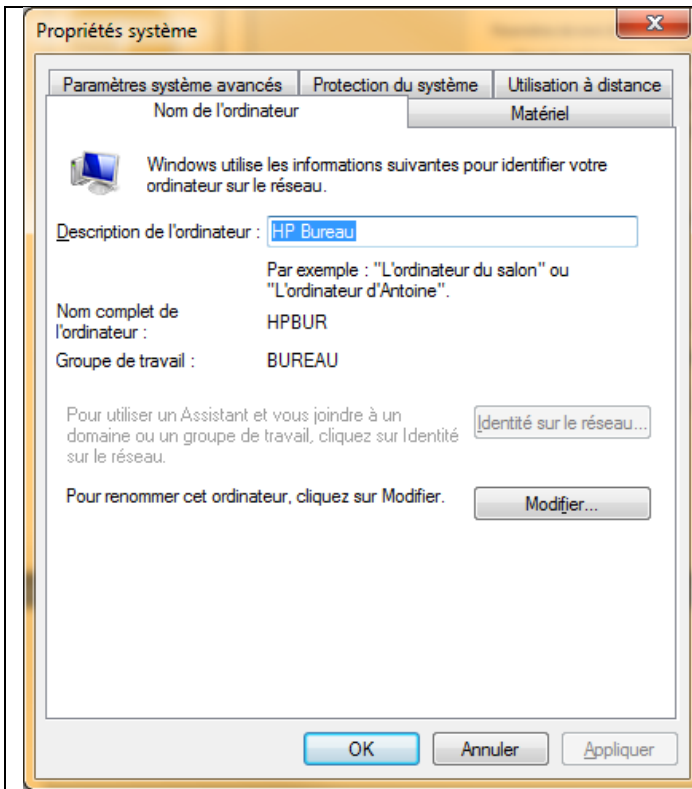 Propriétés système
Paramètres système avancés Protection du système Utilisation à distance
Nom de l'ordinateur Matériel
Windows utilise les informations suivantes pour identifier votre
ordinateur sur le réseau.
Description de l'ordinateur : HP Bureau
Par exemple : "L'ordinateur du salon" ou
"L'ordinateur d'Antoine".
Nom complet de
l'ordinateur :
HPBUR
Groupe de travail : BUREAU
Pour utiliser un Assistant et vous joindre à un
domaine ou un groupe de travail, cliquez sur Identité
sur le réseau.
Identité sur le réseau...
Pour renommer cet ordinateur, cliquez sur Modifier. Modifier...
OK Annuler Appliquer